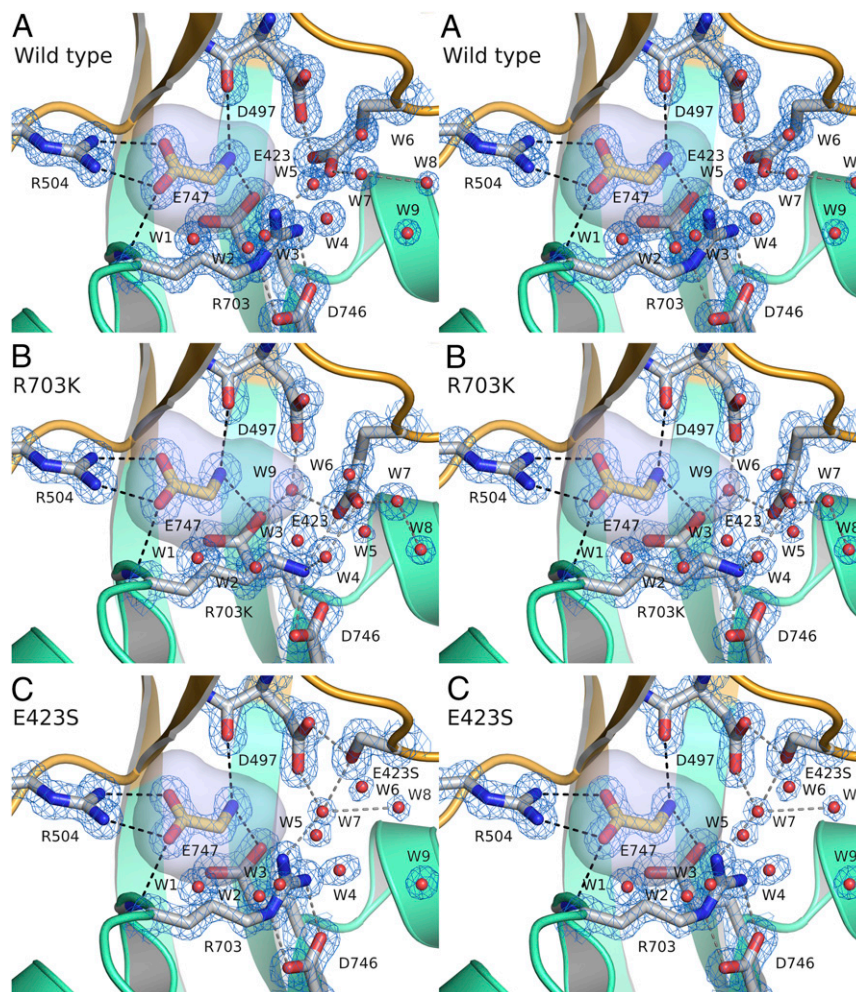 A A
Wild type Wild type
D497 D497
W6 W6
E423 E423
W8 W
R504 W5 R504 W5
E747 W7 E747 W7
W9 W9
W1 W4 W1 W4
W2 W3 W2 W3
R703 R703
D746 D746
B B
R703K R703K
D497 D497
W9 W6 W7 W9 W6 W7
R504 R504
E747 W3 E423 E747 W3 E423
W1 W5 W8 W1 W5 W8
W2 W4 W2 W4
R703K R703K
D746 D746
C C
E423S E423S
D497 E423S D497 E423S
W6 W8 W6 W
R504 W5 W7 R504 W5 W7
E747 E747
W3 W9 W3 W9
W1 W2 W4 W1 W2 W4
R703 R703
D746 D746